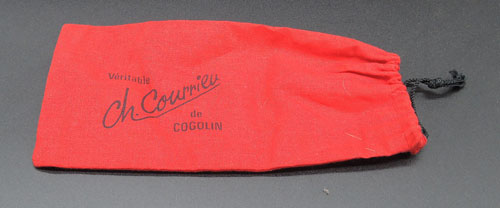 Véritable
Ch. Courrieu
de
COGOLIN